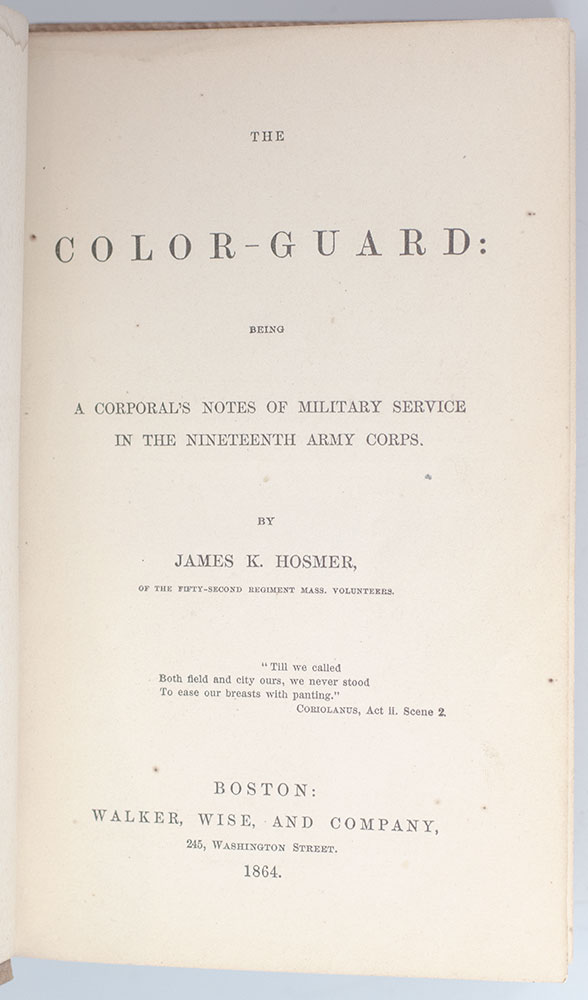 THE
COLOR-GUARD:
BEING
A CORPORAL'S NOTES OF MILITARY SERVICE
IN THE NINETEENTH ARMY CORPS.
BY
JAMES K. HOSMER,
OF THE FIFTY-SECOND REGIMENT MASS. VOLUNTEERS.
"Till we called
Both field and city ours, we never stood
To ease our breasts with panting."
CORIOLANUS, Act ii. Scene 2.
BOSTON:
WALKER, WISE, AND COMPANY,
245, WASHINGTON STREET.
1864.